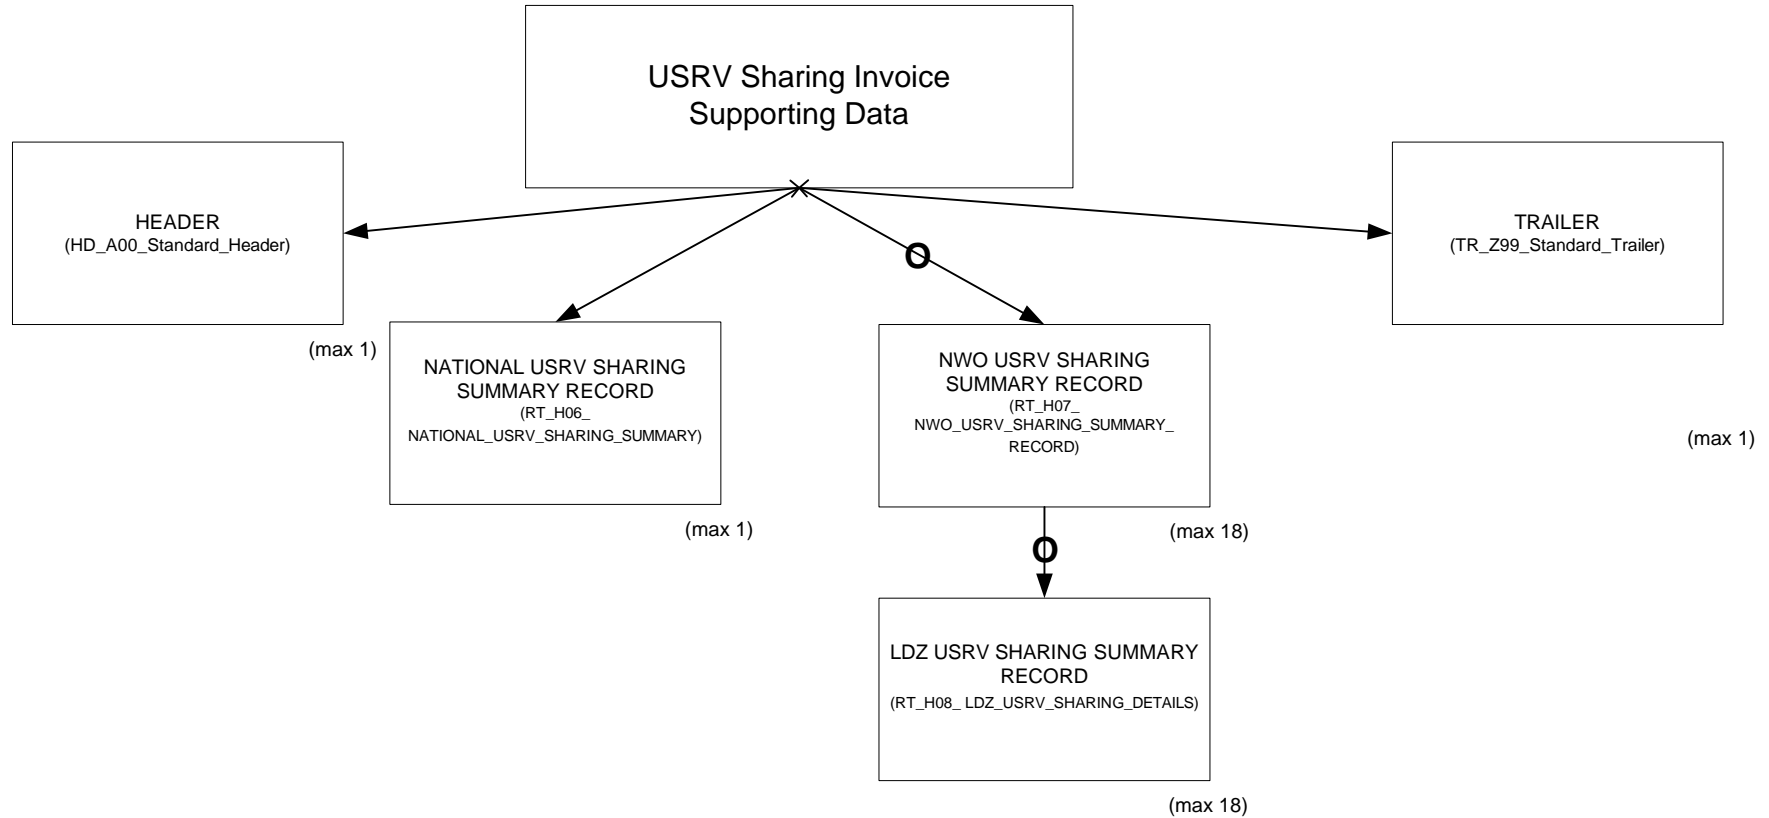 USRV Sharing Invoice
Supporting Data
HEADER
(HD_A00_Standard_Header)
(max 1)
TRAILER
(TR_Z99_Standard_Trailer)
(max 1)
NATIONAL USRV SHARING
SUMMARY RECORD
(RT_H06_
NATIONAL_USRV_SHARING_SUMMARY)
(max 1)
O
NWO USRV SHARING
SUMMARY RECORD
(RT_H07_
NWO_USRV_SHARING_SUMMARY_
RECORD)
(max 18)
O
LDZ USRV SHARING SUMMARY
RECORD
(RT_H08_ LDZ_USRV_SHARING_DETAILS)
(max 18)